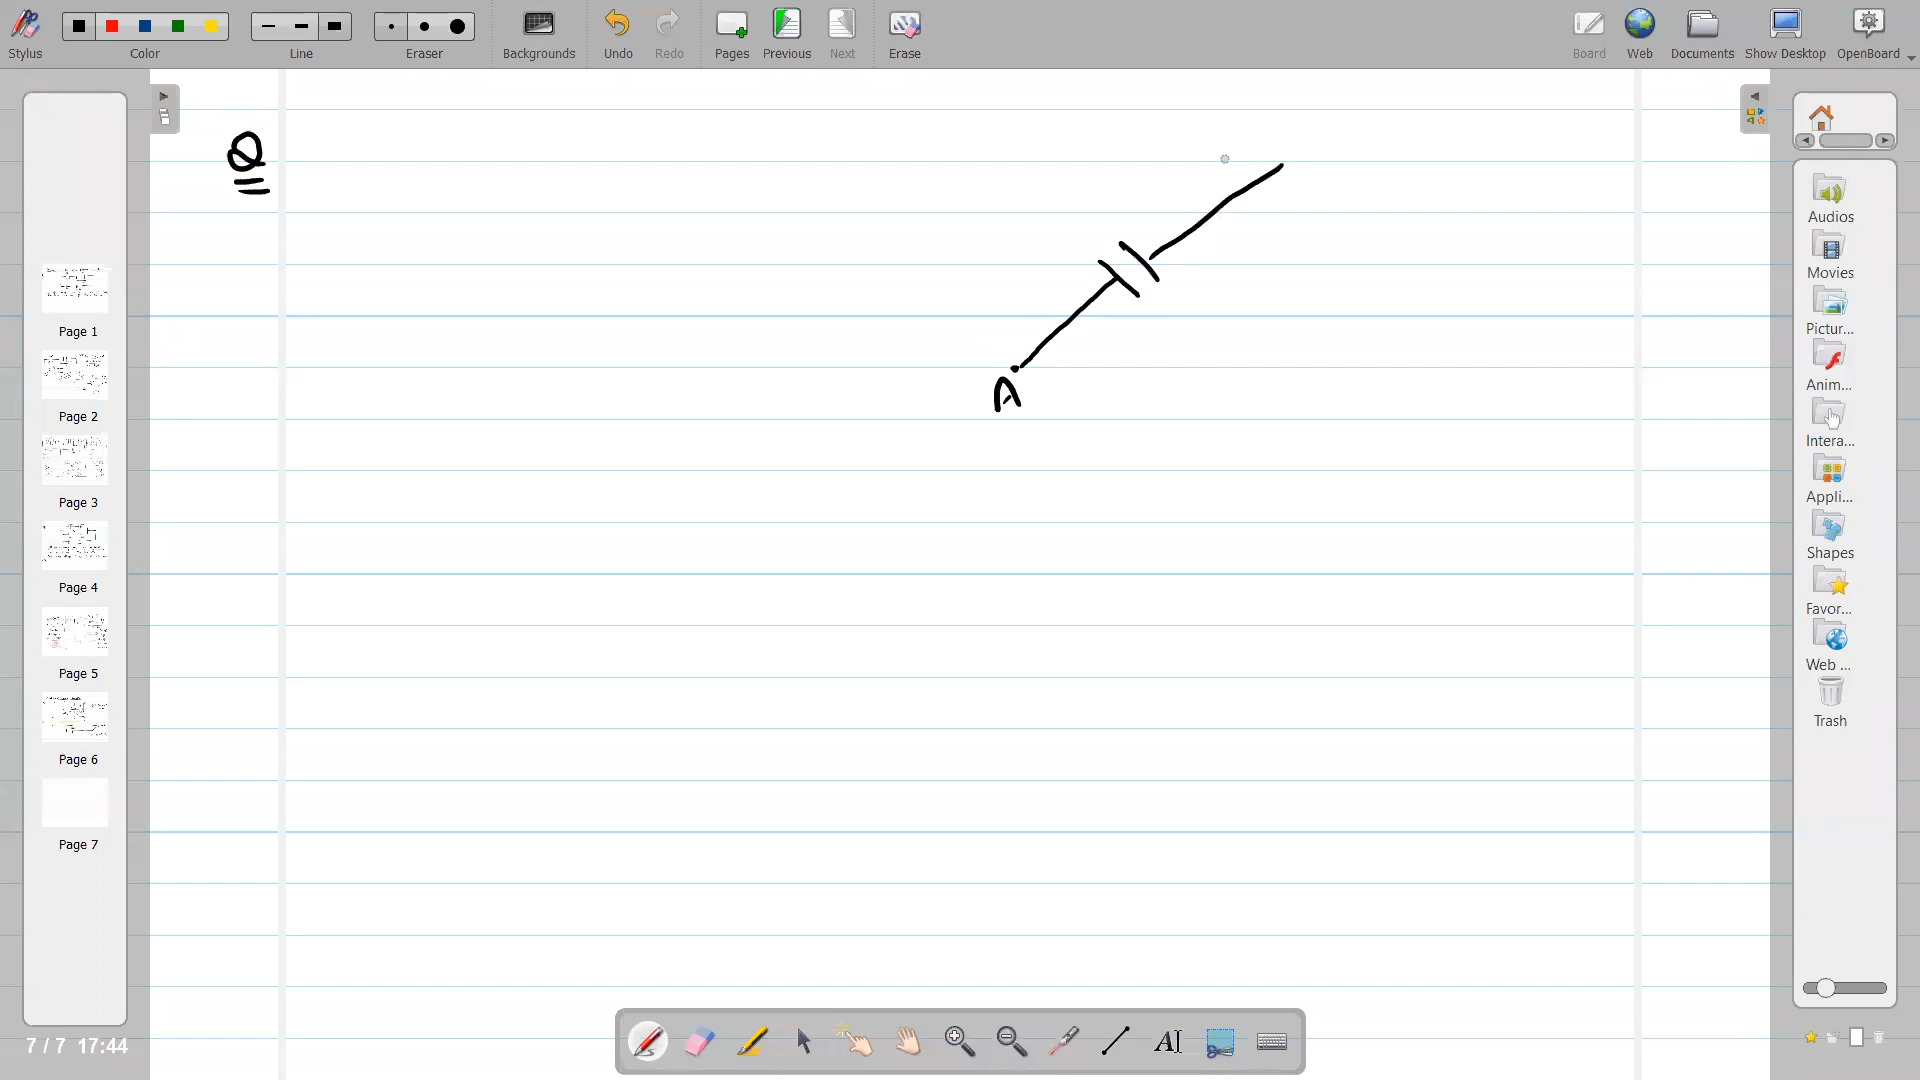 Stylus
Color
Line
Eraser
Backgrounds
Undo
Redo
Pages
Previous
Next
Erase
Board
Web
Documents
Show Desktop
OpenBoard
Q
A
Page 1
Page 2
Page 3
Page 4
Page 5
Page 6
Page 7
7 / 7 17:44
Audios
Movies
Pictur...
Anim...
Intera...
Appli...
Shapes
Favor...
Web ...
Trash